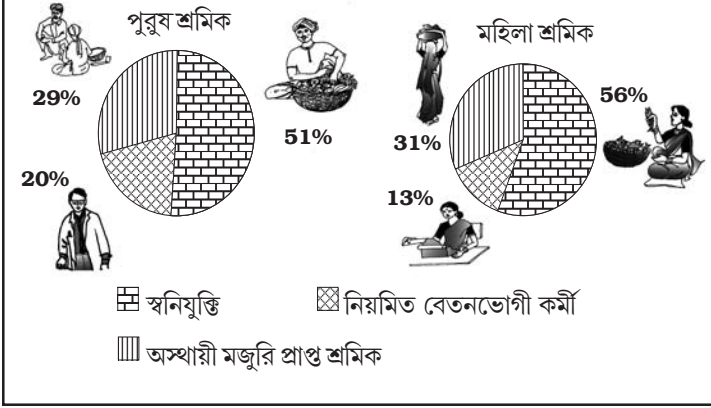 পুরুষ শ্রমিক
মহিলা শ্রমিক
29%
51%
20%
56%
31%
13%
স্বনিযুক্তি
নিয়মিত বেতনভোগী কর্মী
অস্থায়ী মজুরি প্রাপ্ত শ্রমিক